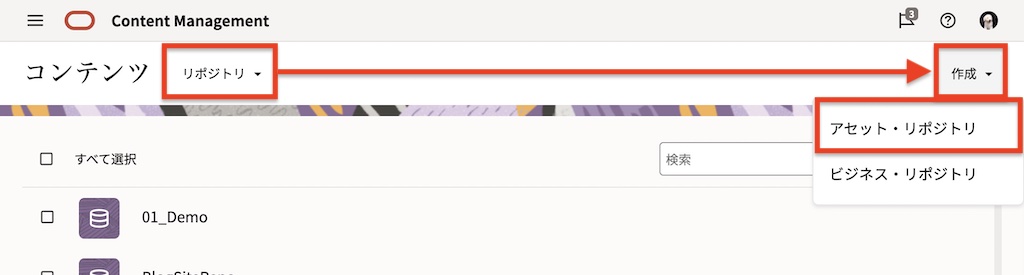 Content Management
3
コンテンツ リポジトリ 作成
アセット・リポジトリ
すべて選択
検索
ビジネス・リポジトリ
01_Demo
BlogSiteDemo